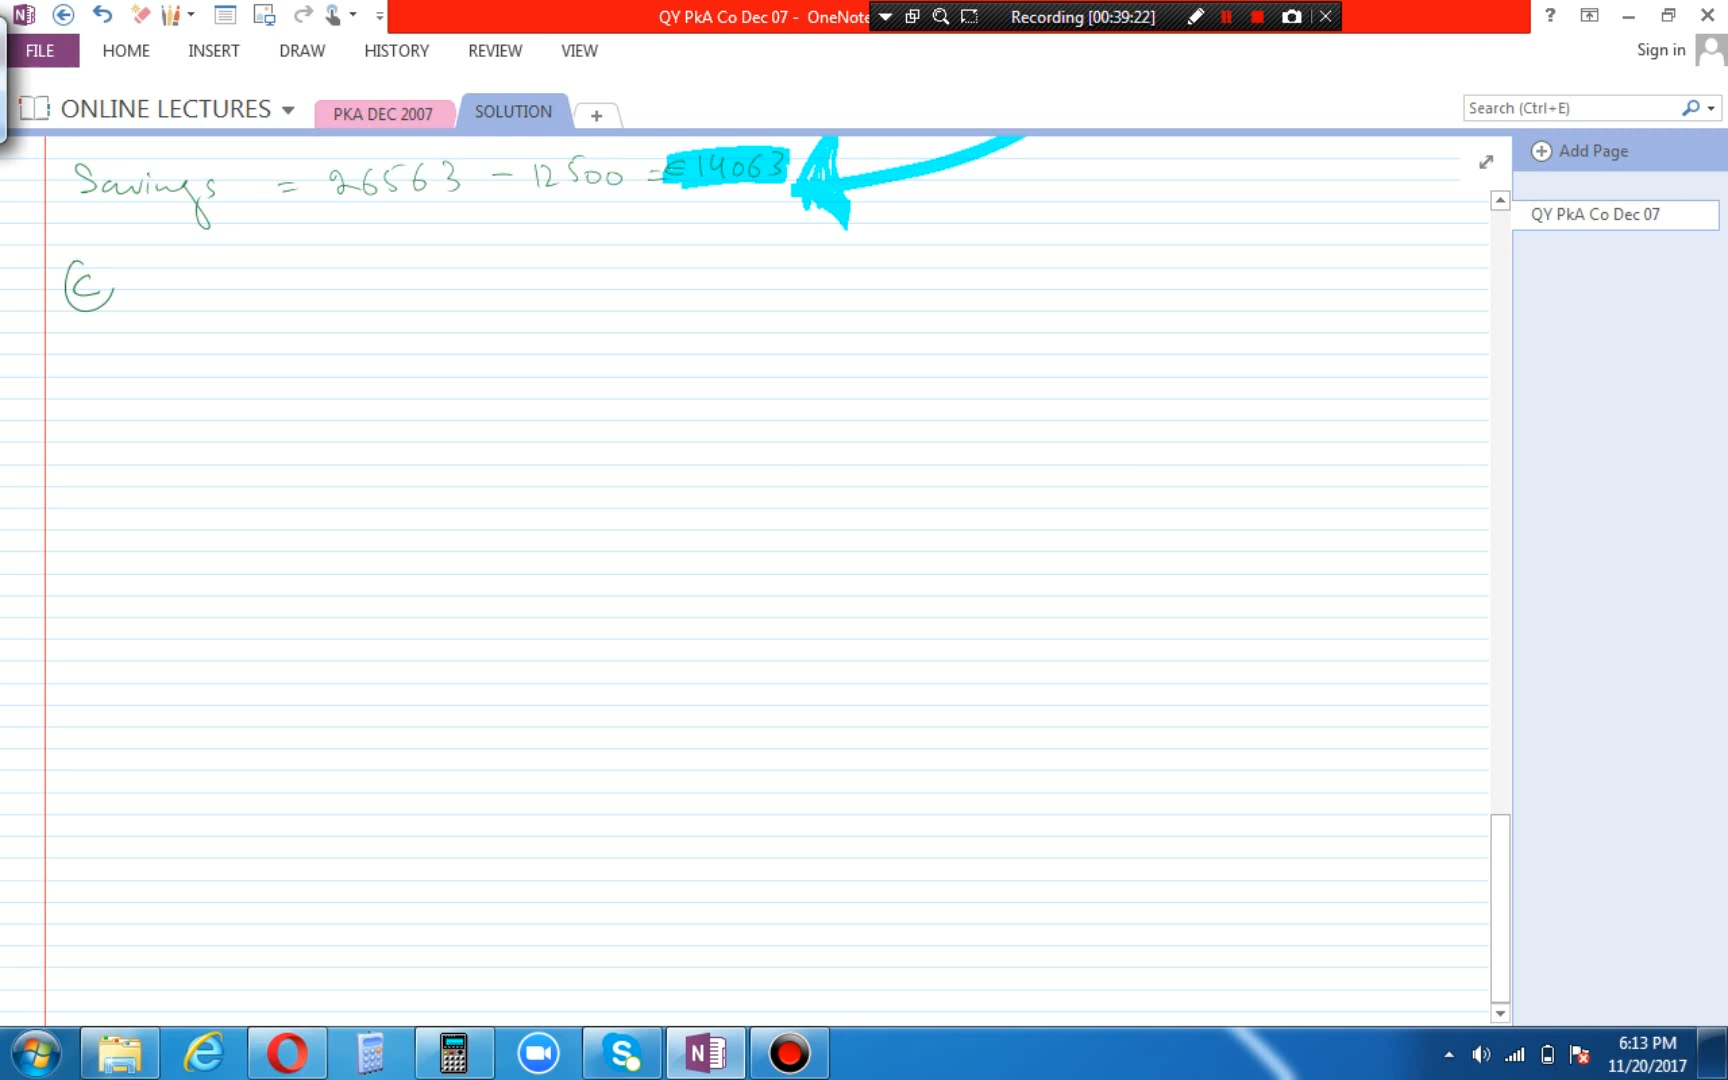 QY PkA Co Dec 07 - OneNote
Recording [00:39:22]
?
FILE
HOME
INSERT
DRAW
HISTORY
REVIEW
VIEW
Sign in
ONLINE LECTURES
PKA DEC 2007
SOLUTION
+
Search (Ctrl+E)
Savings = 26563 - 12500 = €14063
Add Page
QY PkA Co Dec 07
C
6:13 PM
11/20/2017